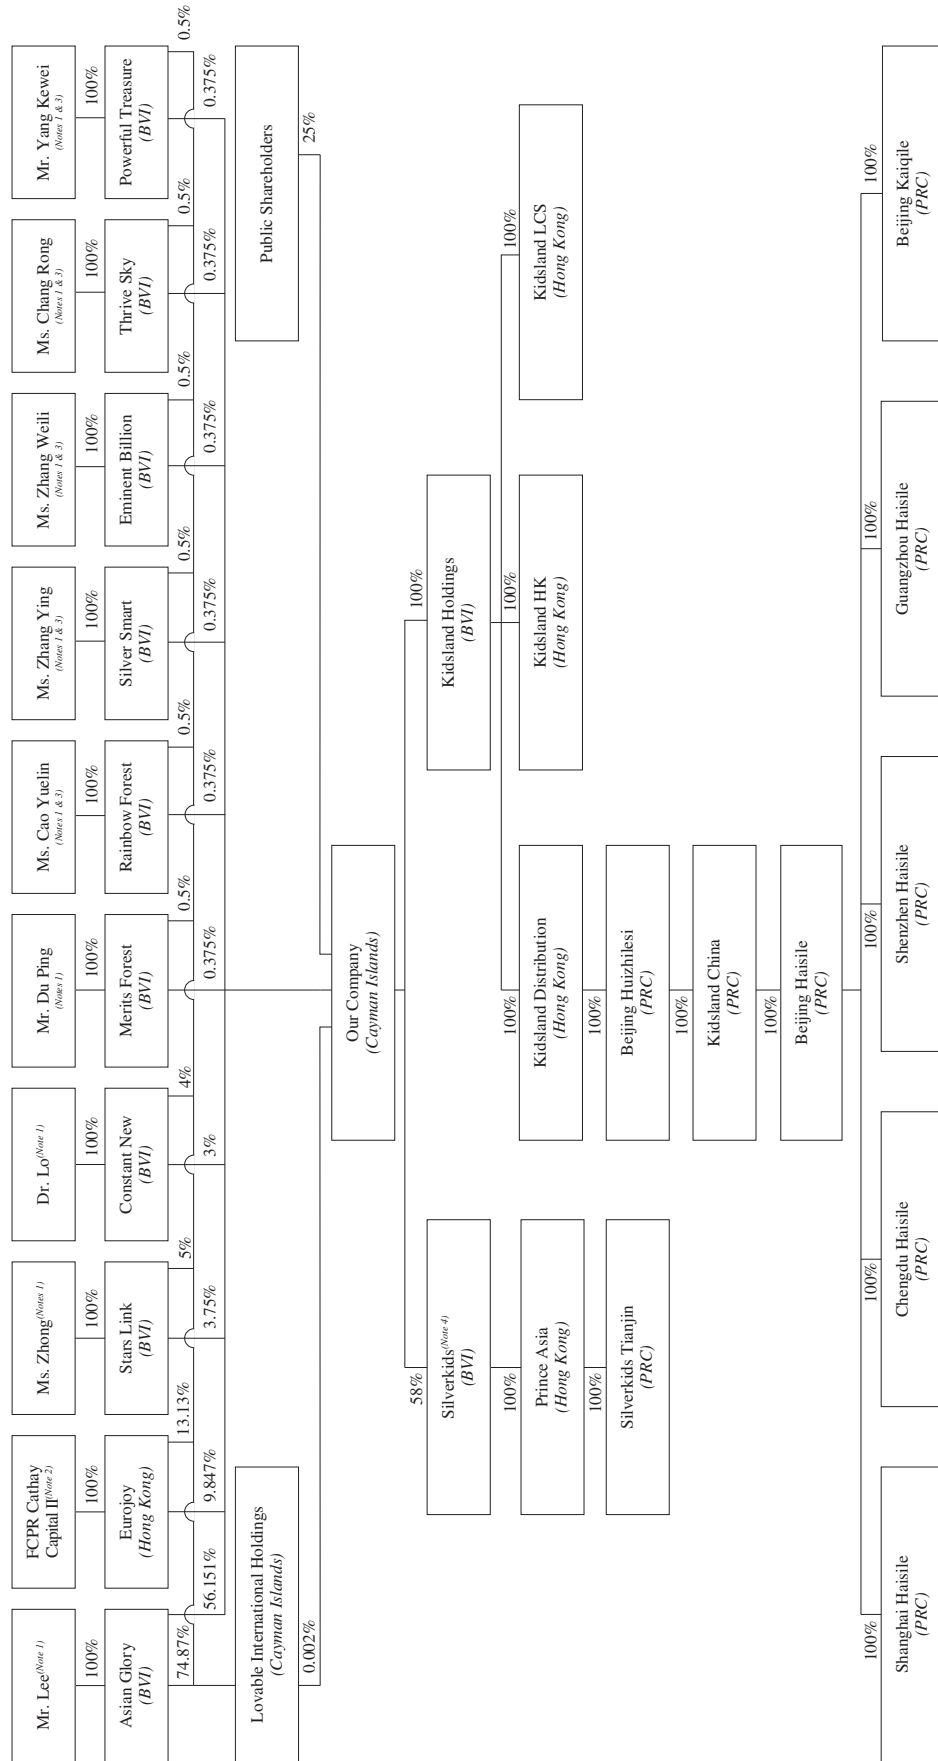 Mr. Lee(Note 1)
FCPR Cathay
Capital II(Note 2)
Ms. Zhong(Notes 1)
Dr. Lo(Note 1)
Mr. Du Ping
(Notes 1)
Ms. Cao Yuelin
(Notes 1 & 3)
Ms. Zhang Ying
(Notes 1 & 3)
Ms. Zhang Weili
(Notes 1 & 3)
Ms. Chang Rong
(Notes 1 & 3)
Mr. Yang Kewei
(Notes 1 & 3)
100%
100%
100%
100%
100%
100%
100%
100%
100%
100%
Asian Glory
(BVI)
Eurojoy
(Hong Kong)
Stars Link
(BVI)
Constant New
(BVI)
Merits Forest
(BVI)
Rainbow Forest
(BVI)
Silver Smart
(BVI)
Eminent Billion
(BVI)
Thrive Sky
(BVI)
Powerful Treasure
(BVI)
74.87%
13.13%
5%
4%
0.5%
0.5%
0.5%
0.5%
0.5%
0.5%
56.151%
9.847%
3.75%
3%
0.375%
0.375%
0.375%
0.375%
0.375%
0.375%
Lovable International Holdings
(Cayman Islands)
Public Shareholders
0.002%
25%
Our Company
(Cayman Islands)
58%
100%
Silverkids(Note 4)
(BVI)
Kidsland Holdings
(BVI)
100%
100%
100%
100%
Prince Asia
(Hong Kong)
Kidsland Distribution
(Hong Kong)
Kidsland HK
(Hong Kong)
Kidsland LCS
(Hong Kong)
100%
100%
Silverkids Tianjin
(PRC)
Beijing Huizhilesi
(PRC)
100%
Kidsland China
(PRC)
100%
Beijing Haisile
(PRC)
100%
100%
100%
100%
100%
Shanghai Haisile
(PRC)
Chengdu Haisile
(PRC)
Shenzhen Haisile
(PRC)
Guangzhou Haisile
(PRC)
Beijing Kaiqile
(PRC)